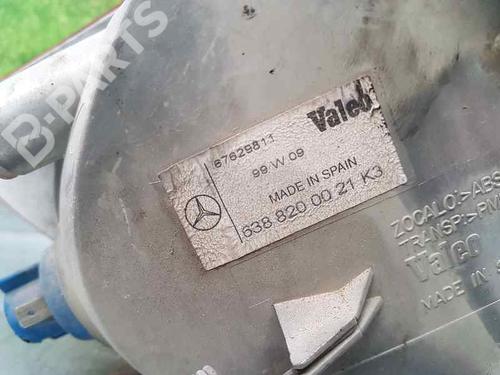 B-PARTS
Valeo
67629811
99 W 09
MADE IN SPAIN
638 820 00 21 K3
ZOCALO:>ABS
TRANSP:>PM
Valeo
MADE IN